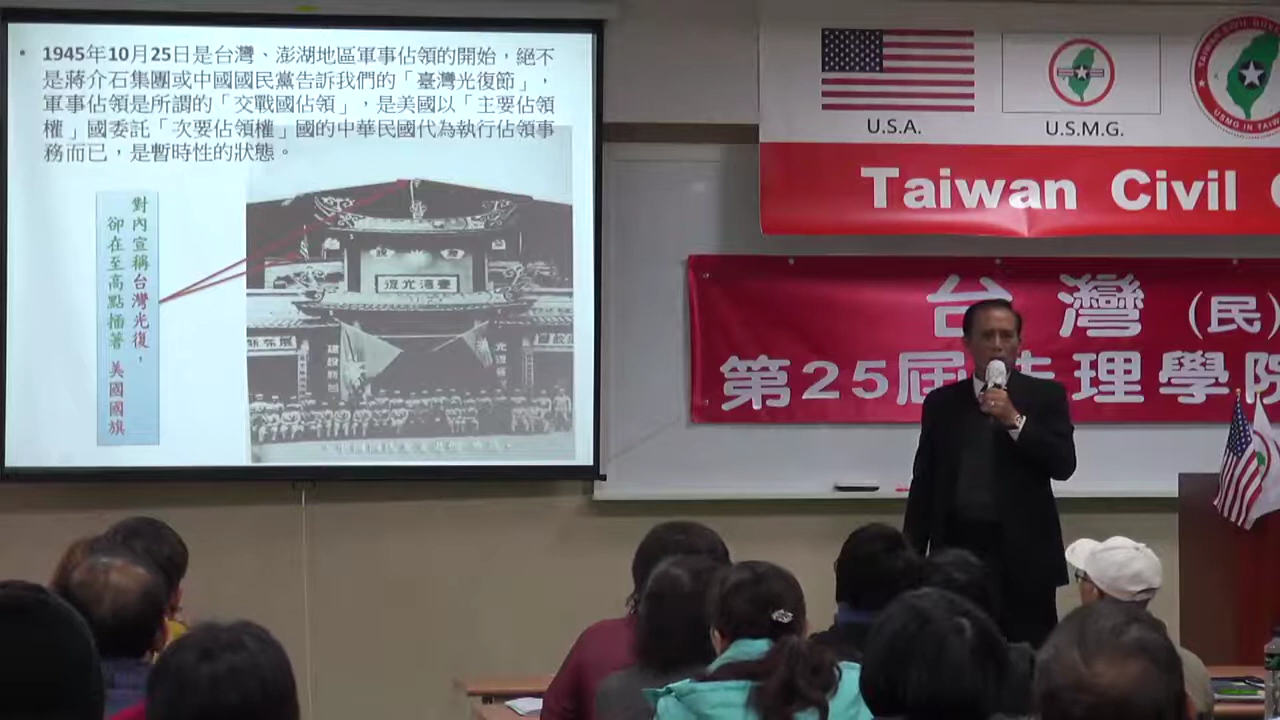 • 1945年10月25日是台灣、澎湖地區軍事佔領的開始，絕不
是蔣介石集團或中國國民黨告訴我們的「臺灣光復節」，
軍事佔領是所謂的「交戰國佔領」，是美國以「主要佔領
權」國委託「次要佔領權」國的中華民國代為執行佔領事
務而已，是暫時性的狀態。
對內宣稱台灣光復，
卻在至高點插著 美國國旗
臺灣光復
U.S.A.
U.S.M.G.
USMG IN TAIW
Taiwan Civil
台灣（民）
第25屆 理學院